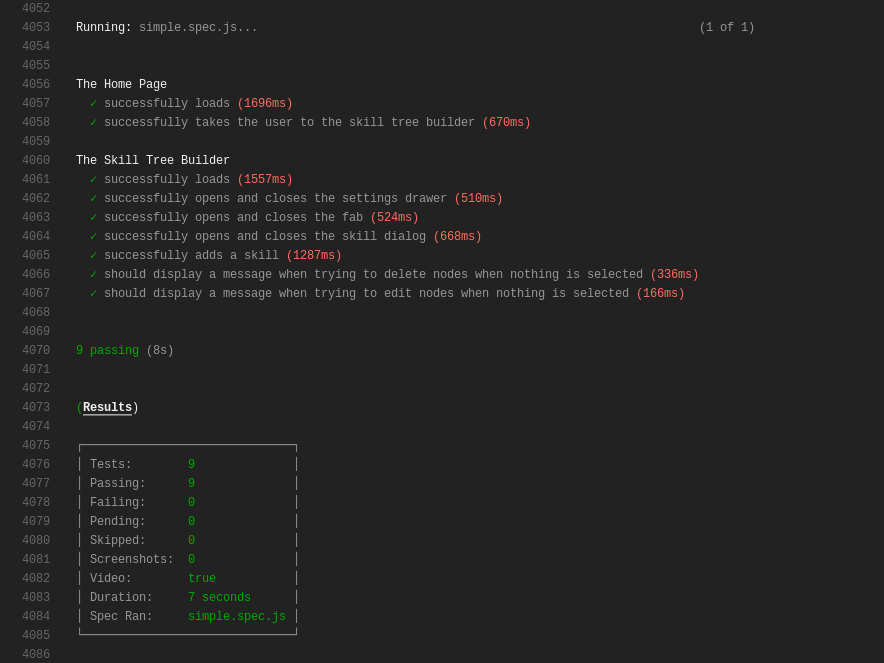 4052
4053 Running: simple.spec.js... (1 of 1)
4054
4055
4056 The Home Page
4057 ✓ successfully loads (1696ms)
4058 ✓ successfully takes the user to the skill tree builder (670ms)
4059
4060 The Skill Tree Builder
4061 ✓ successfully loads (1557ms)
4062 ✓ successfully opens and closes the settings drawer (510ms)
4063 ✓ successfully opens and closes the fab (524ms)
4064 ✓ successfully opens and closes the skill dialog (668ms)
4065 ✓ successfully adds a skill (1287ms)
4066 ✓ should display a message when trying to delete nodes when nothing is selected (336ms)
4067 ✓ should display a message when trying to edit nodes when nothing is selected (166ms)
4068
4069
4070 9 passing (8s)
4071
4072
4073 (Results)
4074
4075
4076 Tests: 9
4077 Passing: 9
4078 Failing: 0
4079 Pending: 0
4080 Skipped: 0
4081 Screenshots: 0
4082 Video: true
4083 Duration: 7 seconds
4084 Spec Ran: simple.spec.js
4085
4086